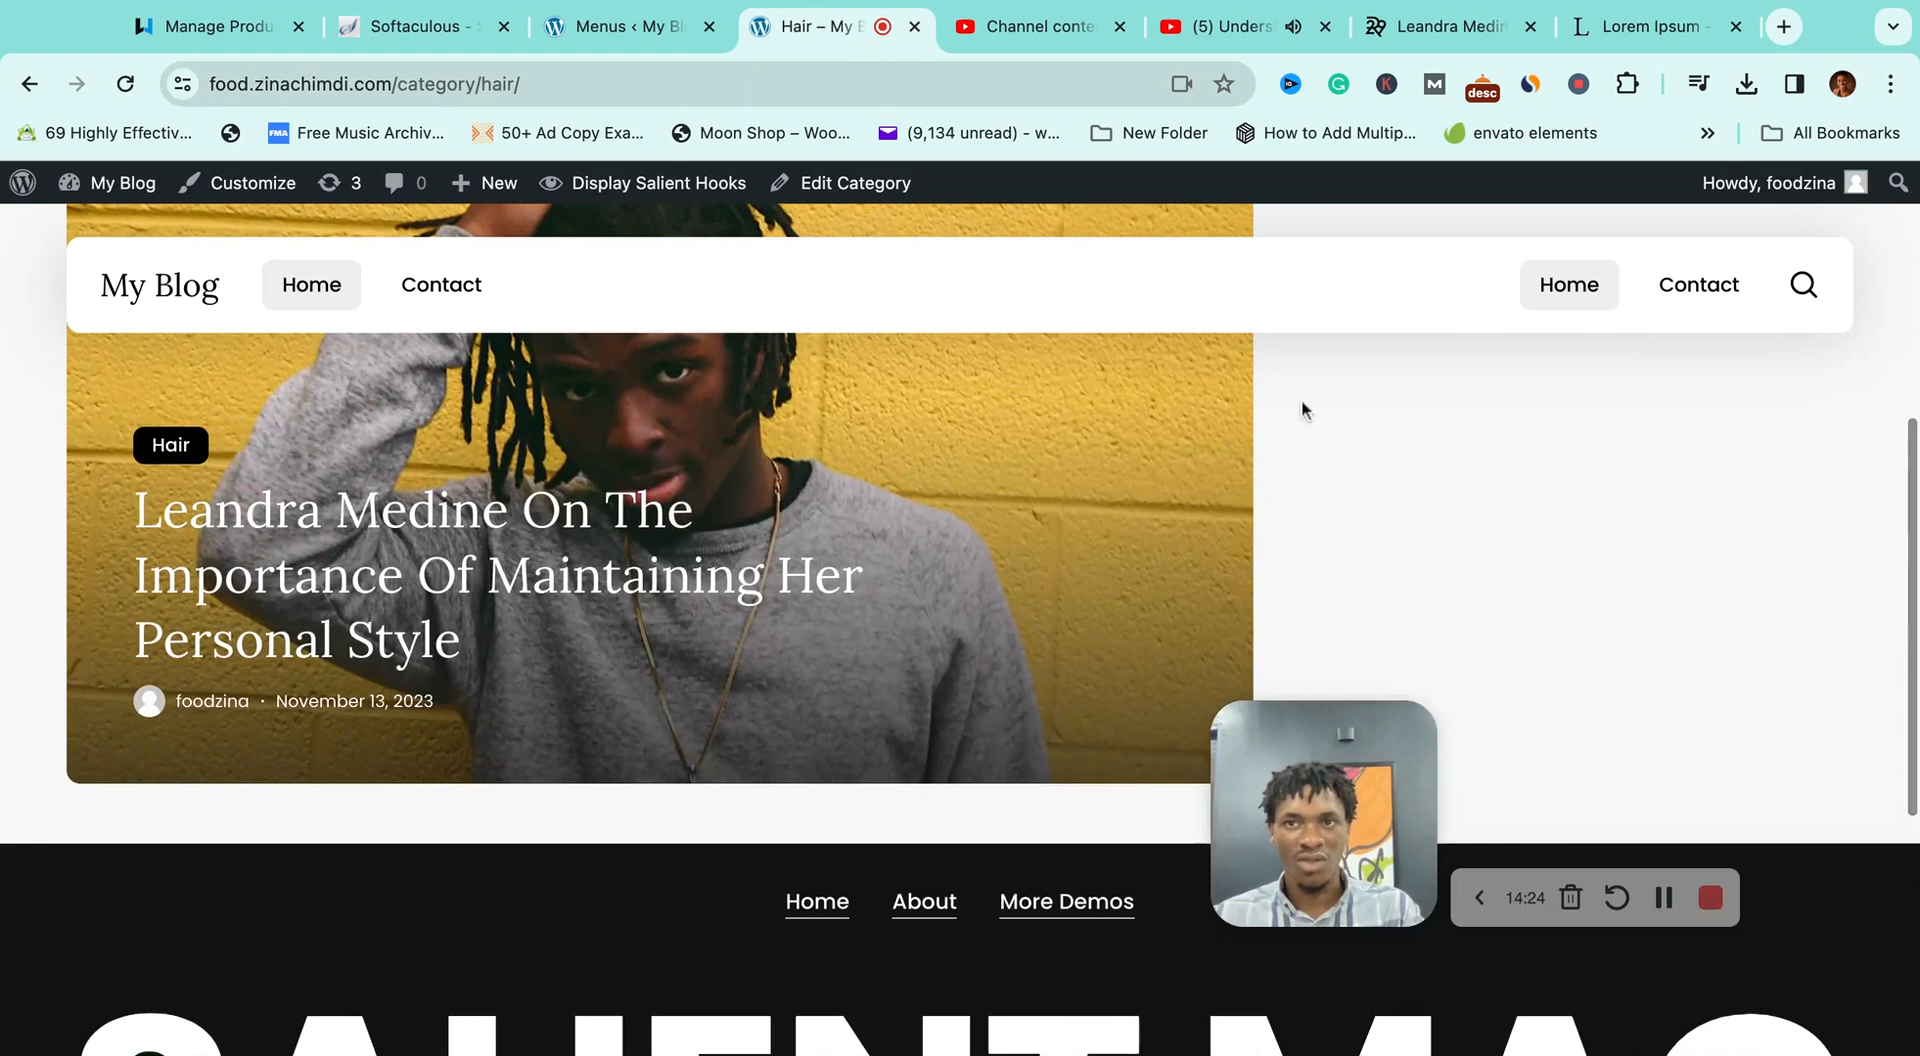 Manage Produ
Softaculous -
Menus ‹ My Bl
Hair – My B
Channel conte
(5) Unders
Leandra Medin
Lorem Ipsum -
food.zinachimdi.com/category/hair/
desc
69 Highly Effectiv...
FMA Free Music Archiv...
50+ Ad Copy Exa...
Moon Shop – Woo...
(9,134 unread) - w...
New Folder
How to Add Multip...
envato elements
All Bookmarks
My Blog
Customize
3
0
New
Display Salient Hooks
Edit Category
Howdy, foodzina
My Blog
Home
Contact
Home
Contact
Hair
Leandra Medine On The
Importance Of Maintaining Her
Personal Style
foodzina · November 13, 2023
14:24
Home
About
More Demos